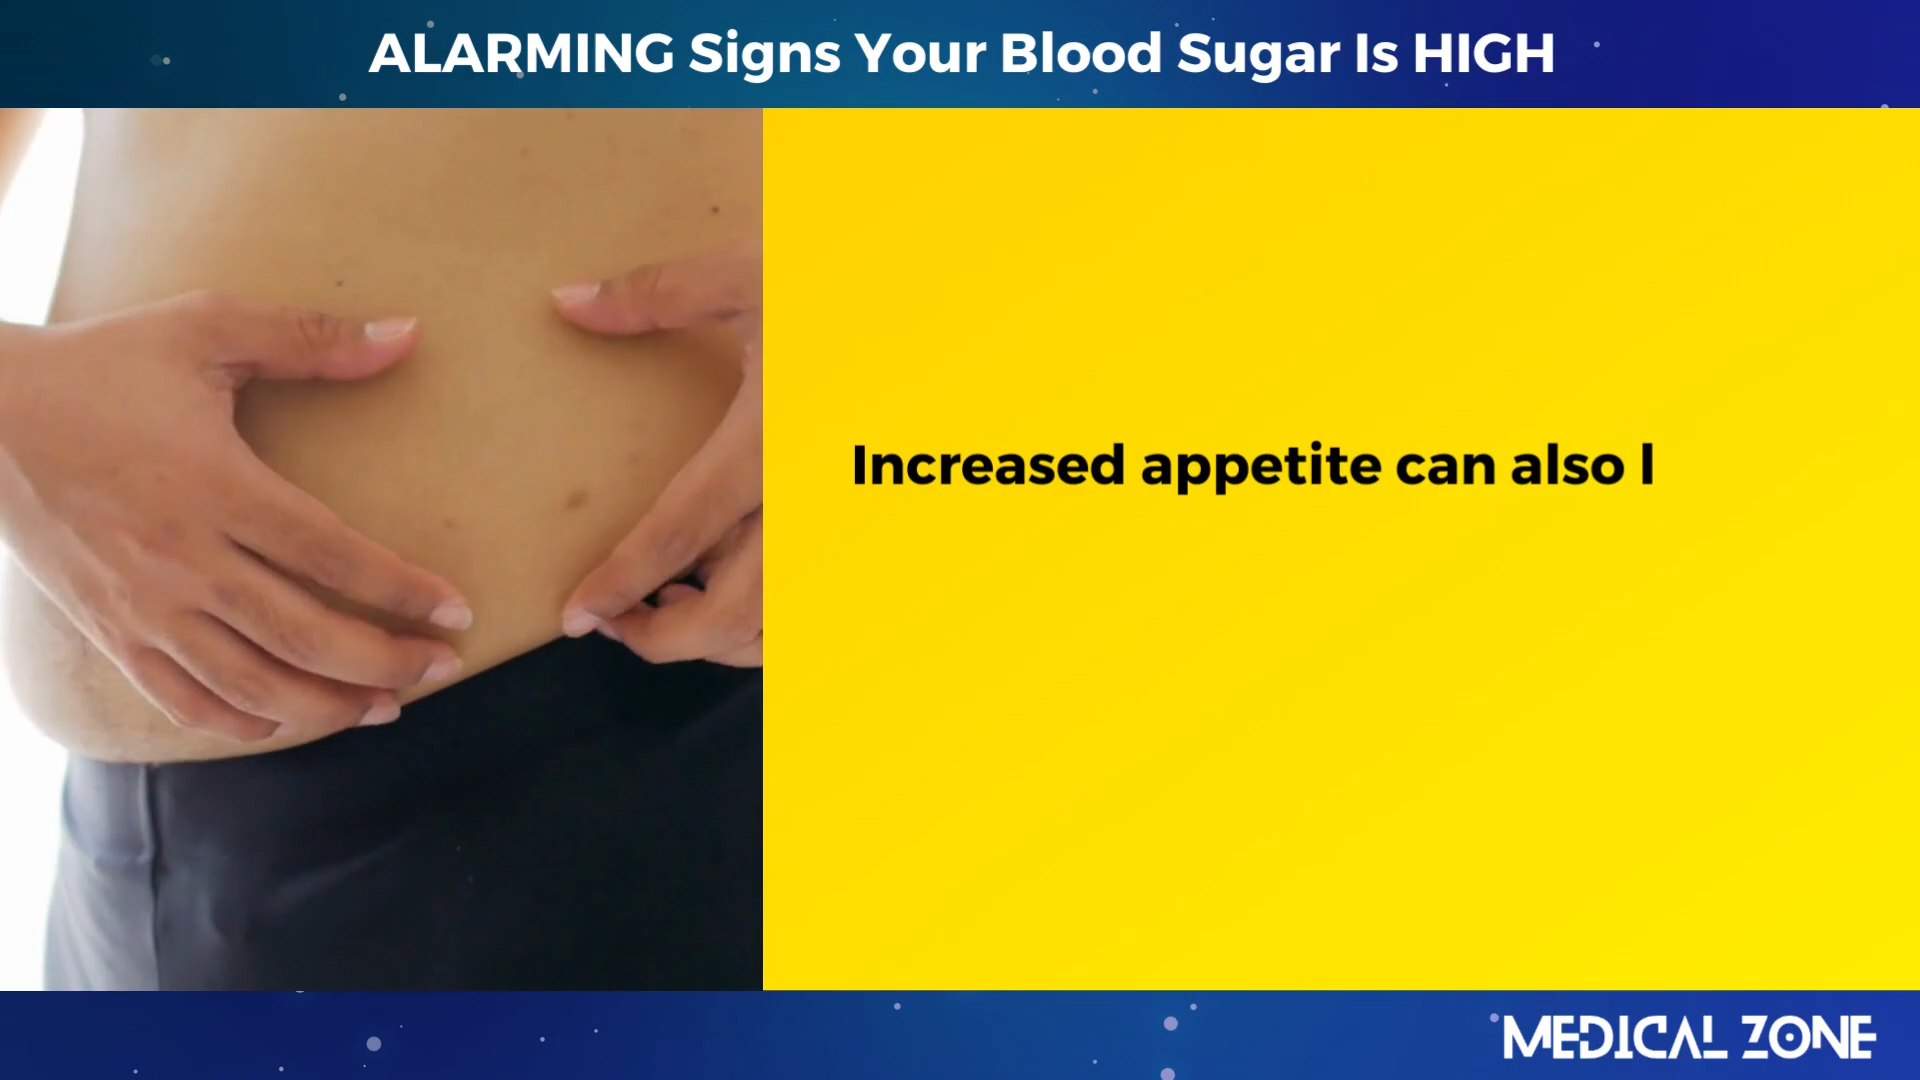 ALARMING Signs Your Blood Sugar Is HIGH
Increased appetite can also l
MEDICAL ZONE